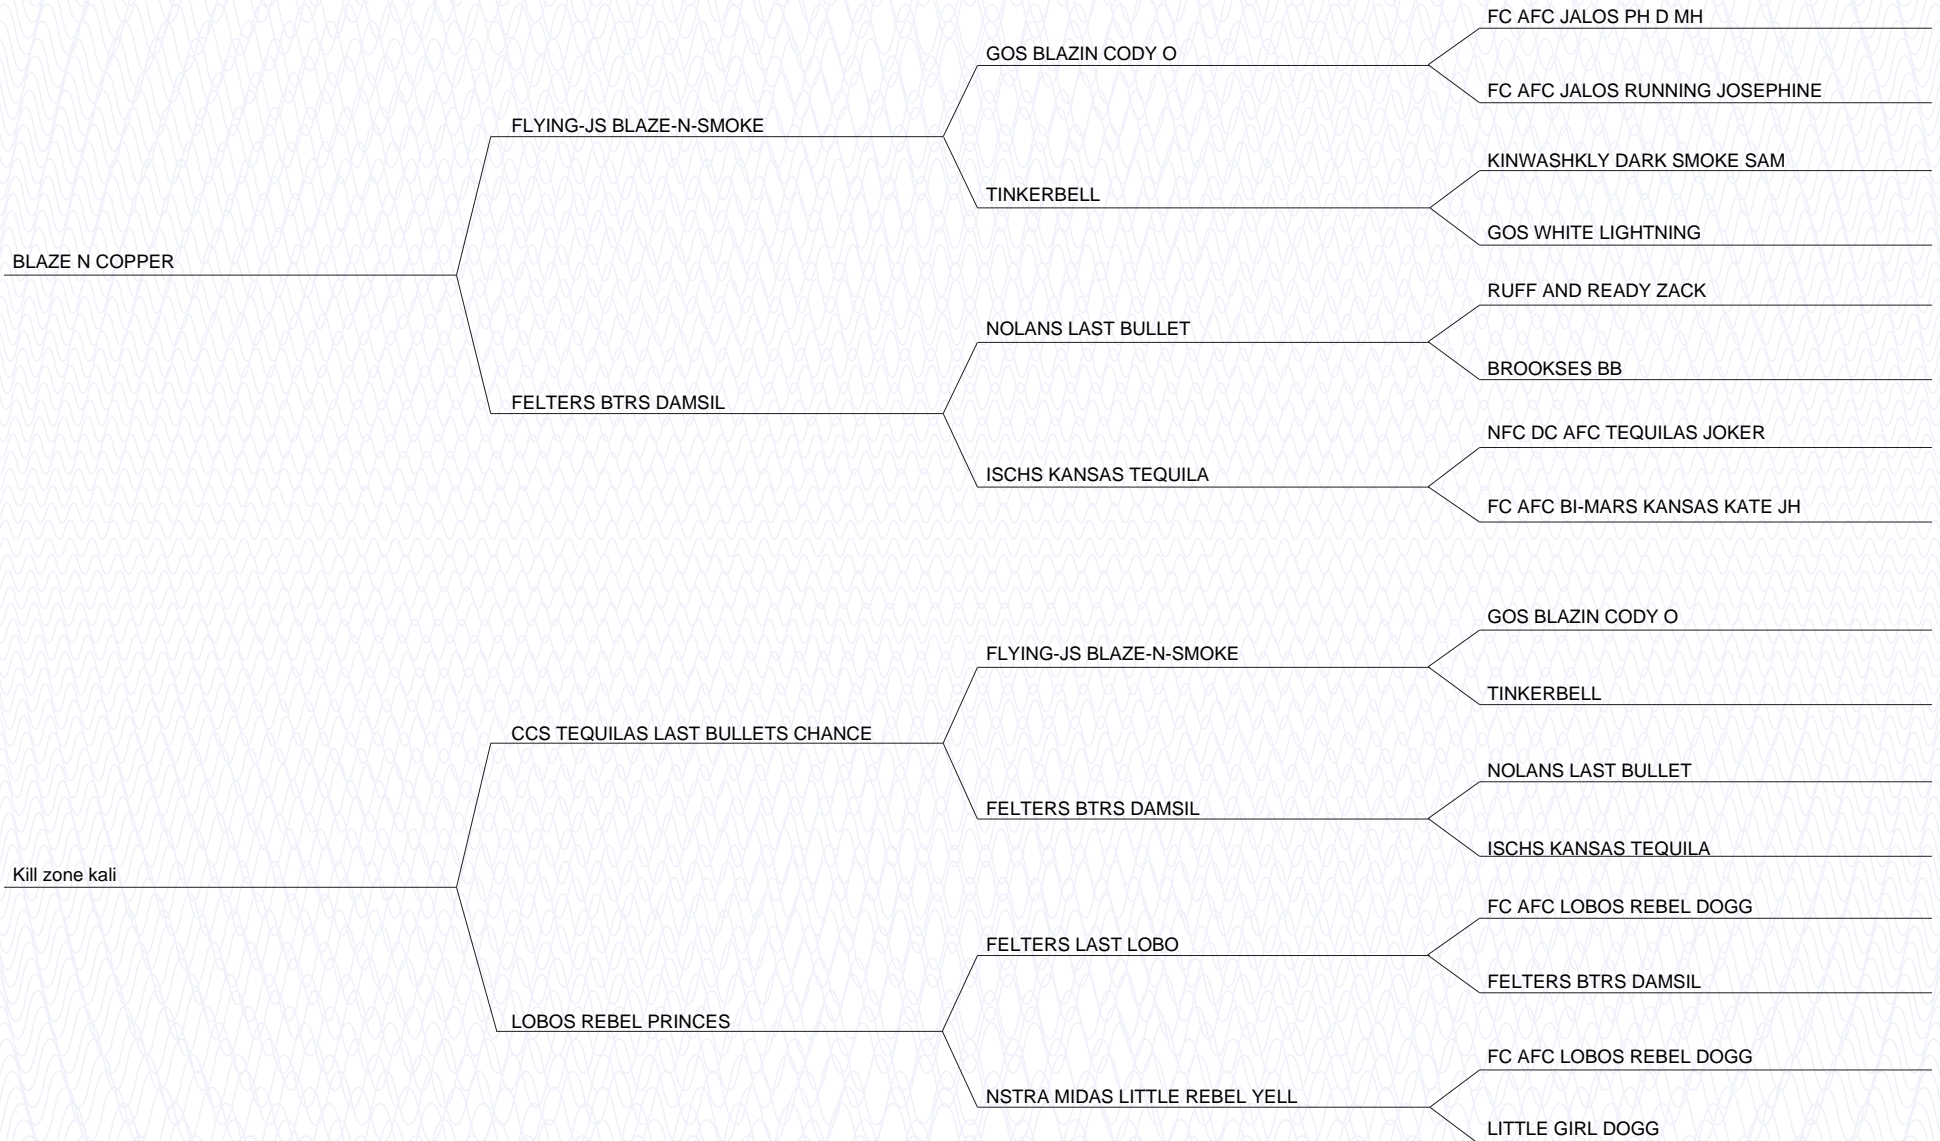 BLAZE N COPPER
FLYING-JS BLAZE-N-SMOKE
GOS BLAZIN CODY O
FC AFC JALOS PH D MH
FC AFC JALOS RUNNING JOSEPHINE
TINKERBELL
KINWASHKLY DARK SMOKE SAM
GOS WHITE LIGHTNING
FELTERS BTRS DAMSIL
NOLANS LAST BULLET
RUFF AND READY ZACK
BROOKSES BB
ISCHS KANSAS TEQUILA
NFC DC AFC TEQUILAS JOKER
FC AFC BI-MARS KANSAS KATE JH
Kill zone kali
CCS TEQUILAS LAST BULLETS CHANCE
FLYING-JS BLAZE-N-SMOKE
GOS BLAZIN CODY O
TINKERBELL
FELTERS BTRS DAMSIL
NOLANS LAST BULLET
ISCHS KANSAS TEQUILA
LOBOS REBEL PRINCES
FELTERS LAST LOBO
FC AFC LOBOS REBEL DOGG
FELTERS BTRS DAMSIL
NSTRA MIDAS LITTLE REBEL YELL
FC AFC LOBOS REBEL DOGG
LITTLE GIRL DOGG